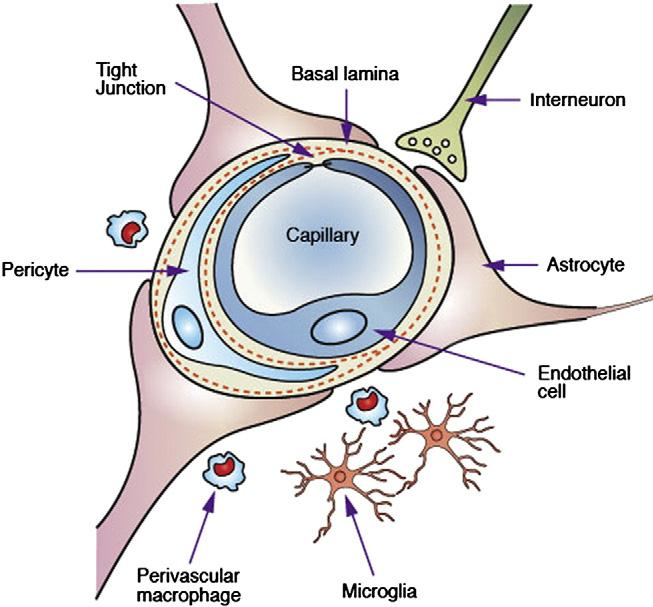 Tight
Junction
Basal lamina
Interneuron
Capillary
Pericyte
Astrocyte
Endothelial
cell
Perivascular
macrophage
Microglia